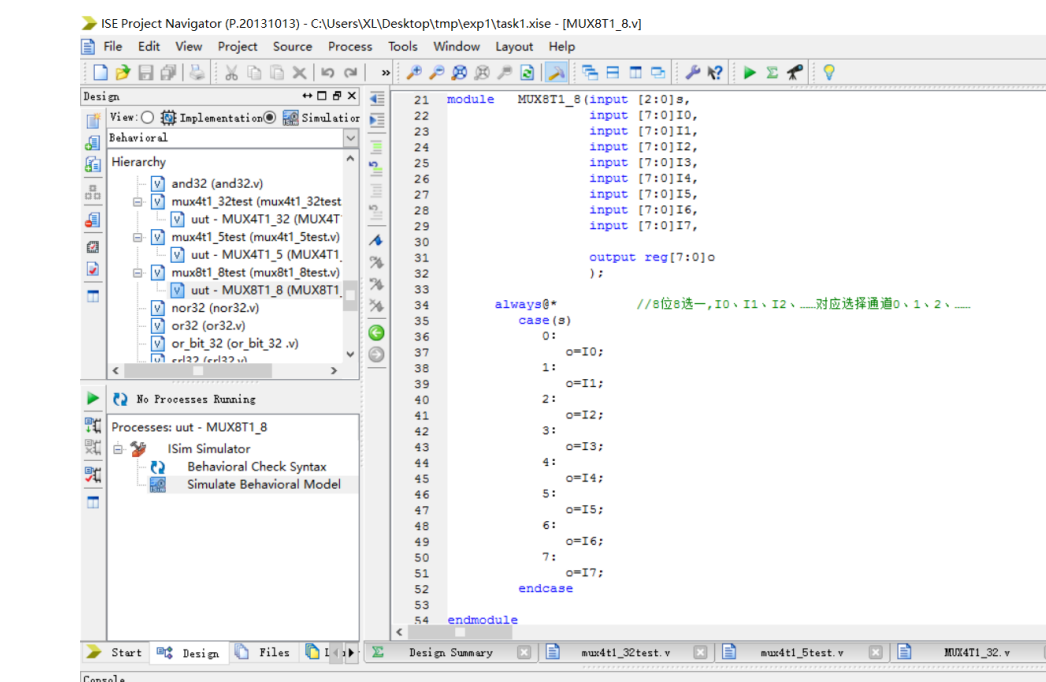 ISE Project Navigator (P.20131013) - C:\Users\XL\Desktop\tmp\exp1\task1.xise - [MUX8T1_8.v]
File Edit View Project Source Process Tools Window Layout Help
Design
View: Implementation Simulation
Behavioral
Hierarchy
and32 (and32.v)
mux4t1_32test (mux4t1_32test
uut - MUX4T1_32 (MUX4T
mux4t1_5test (mux4t1_5test.v)
uut - MUX4T1_5 (MUX4T1_
mux8t1_8test (mux8t1_8test.v)
uut - MUX8T1_8 (MUX8T1_
nor32 (nor32.v)
or32 (or32.v)
or_bit_32 (or_bit_32 .v)
srl32 (srl32.v)
No Processes Running
Processes: uut - MUX8T1_8
ISim Simulator
Behavioral Check Syntax
Simulate Behavioral Model
Start Design Files
21 module MUX8T1_8(input [2:0]s,
22 input [7:0]I0,
23 input [7:0]I1,
24 input [7:0]I2,
25 input [7:0]I3,
26 input [7:0]I4,
27 input [7:0]I5,
28 input [7:0]I6,
29 input [7:0]I7,
30
31 output reg[7:0]o
32 );
33
34 always@* //8位8选一,I0、I1、I2、……对应选择通道0、1、2、……
35 case(s)
36 0:
37 o=I0;
38 1:
39 o=I1;
40 2:
41 o=I2;
42 3:
43 o=I3;
44 4:
45 o=I4;
46 5:
47 o=I5;
48 6:
49 o=I6;
50 7:
51 o=I7;
52 endcase
53
54 endmodule
Design Summary mux4t1_32test.v mux4t1_5test.v MUX4T1_32.v
Console